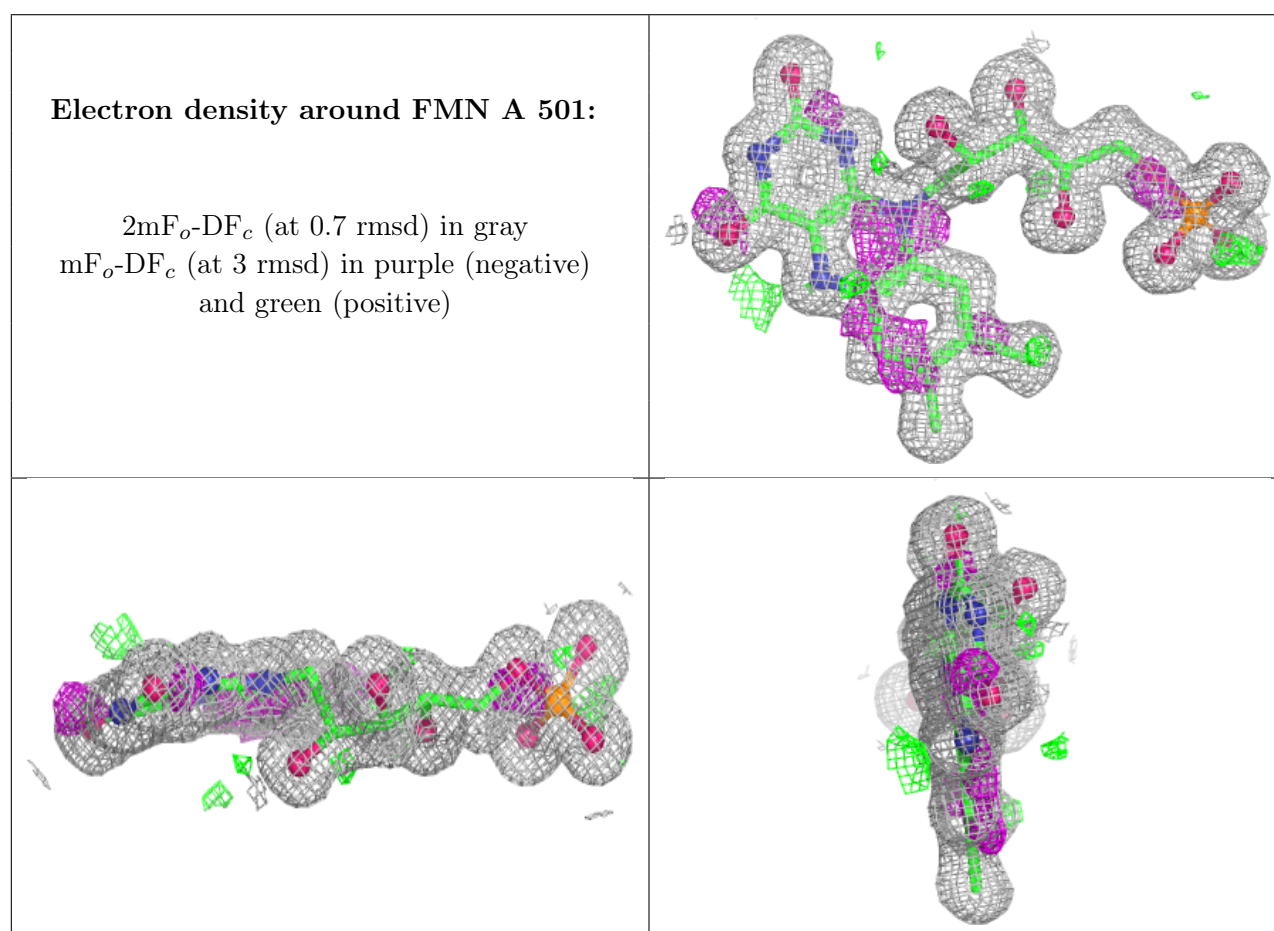 Electron density around FMN A 501:
2mFo-DFc (at 0.7 rmsd) in gray
mFo-DFc (at 3 rmsd) in purple (negative)
and green (positive)